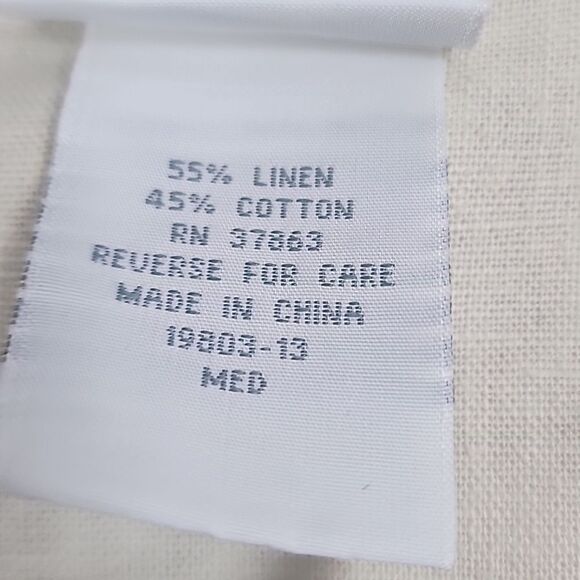 55% LINEN
45% COTTON
RN 37863
REVERSE FOR CARE
MADE IN CHINA
19803-13
MED